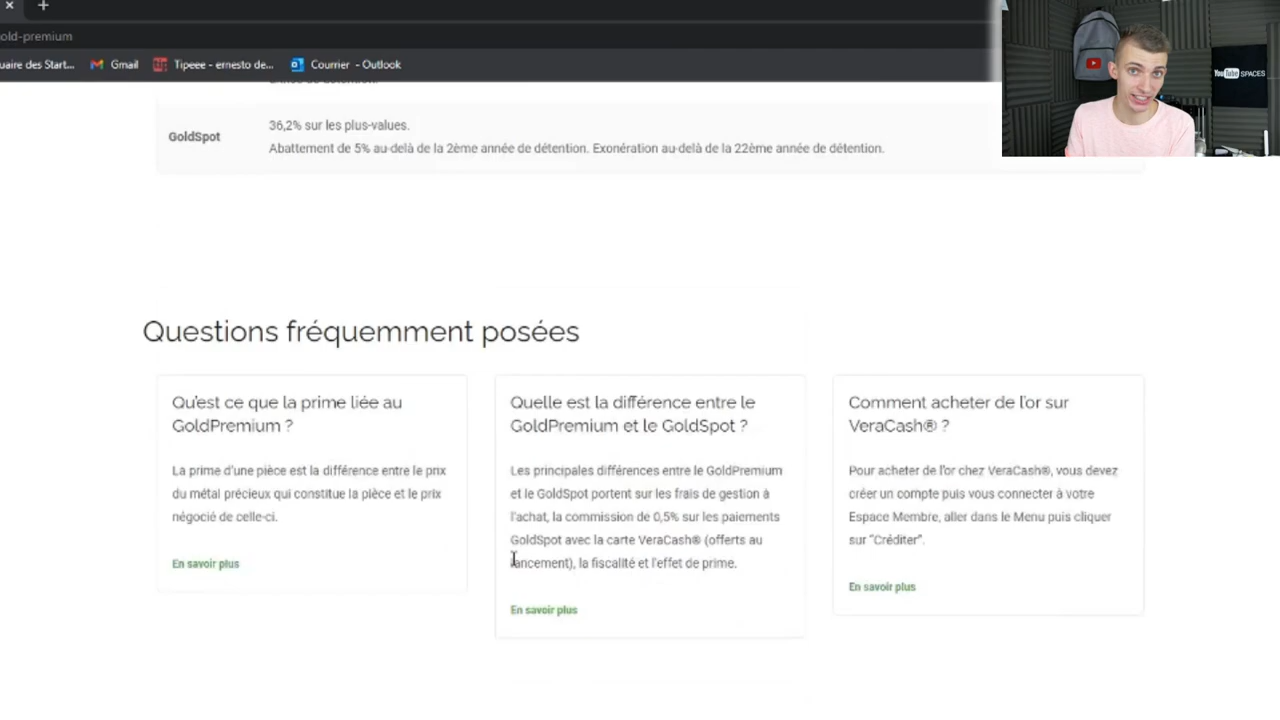 old-premium
uaire des Start...
Gmail
Tipeee - ernesto de...
Courrier - Outlook
YouTube SPACES
GoldSpot
36,2% sur les plus-values.
Abattement de 5% au-delà de la 2ème année de détention. Exonération au-delà de la 22ème année de détention.
Questions fréquemment posées
Qu'est ce que la prime liée au
GoldPremium ?
La prime d'une pièce est la différence entre le prix
du métal précieux qui constitue la pièce et le prix
négocié de celle-ci.
En savoir plus
Quelle est la différence entre le
GoldPremium et le GoldSpot ?
Les principales différences entre le GoldPremium
et le GoldSpot portent sur les frais de gestion à
l'achat, la commission de 0,5% sur les paiements
GoldSpot avec la carte VeraCash® (offerts au
lancement), la fiscalité et l'effet de prime.
En savoir plus
Comment acheter de l'or sur
VeraCash® ?
Pour acheter de l'or chez VeraCash®, vous devez
créer un compte puis vous connecter à votre
Espace Membre, aller dans le Menu puis cliquer
sur "Créditer".
En savoir plus